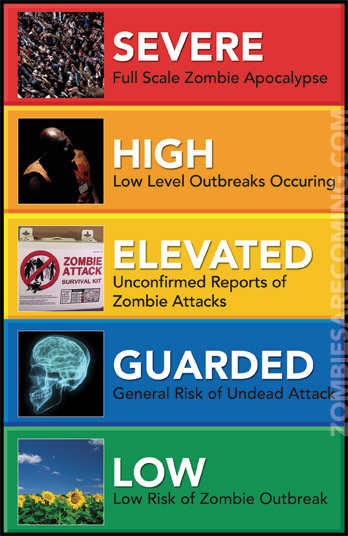 SEVERE
Full Scale Zombie Apocalypse
HIGH
Low Level Outbreaks Occuring
ZOMBIE
ATTACK
SURVIVAL KIT
ELEVATED
Unconfirmed Reports of
Zombie Attacks
GUARDED
General Risk of Undead Attack
LOW
Low Risk of Zombie Outbreak
ZOMBIESARECOMING.COM